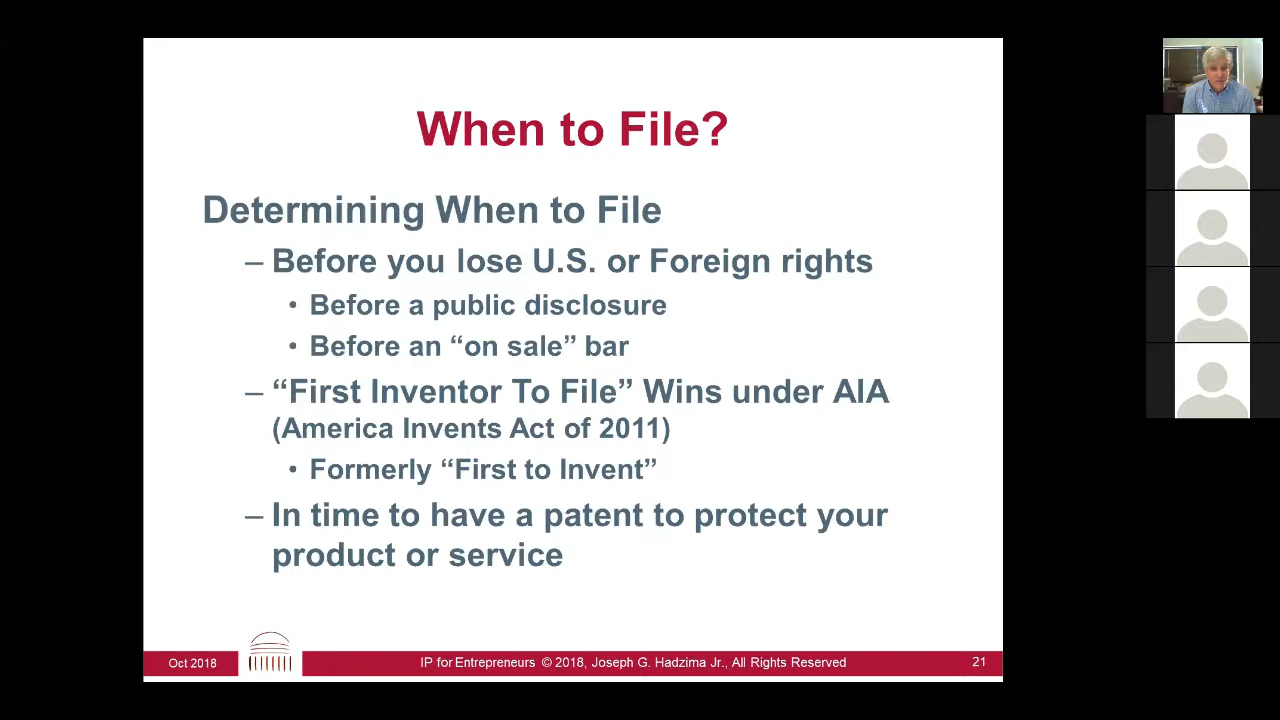 When to File?
Determining When to File
– Before you lose U.S. or Foreign rights
• Before a public disclosure
• Before an “on sale” bar
– “First Inventor To File” Wins under AIA
(America Invents Act of 2011)
• Formerly “First to Invent”
– In time to have a patent to protect your
product or service
Oct 2018
IP for Entrepreneurs © 2018, Joseph G. Hadzima Jr., All Rights Reserved
21